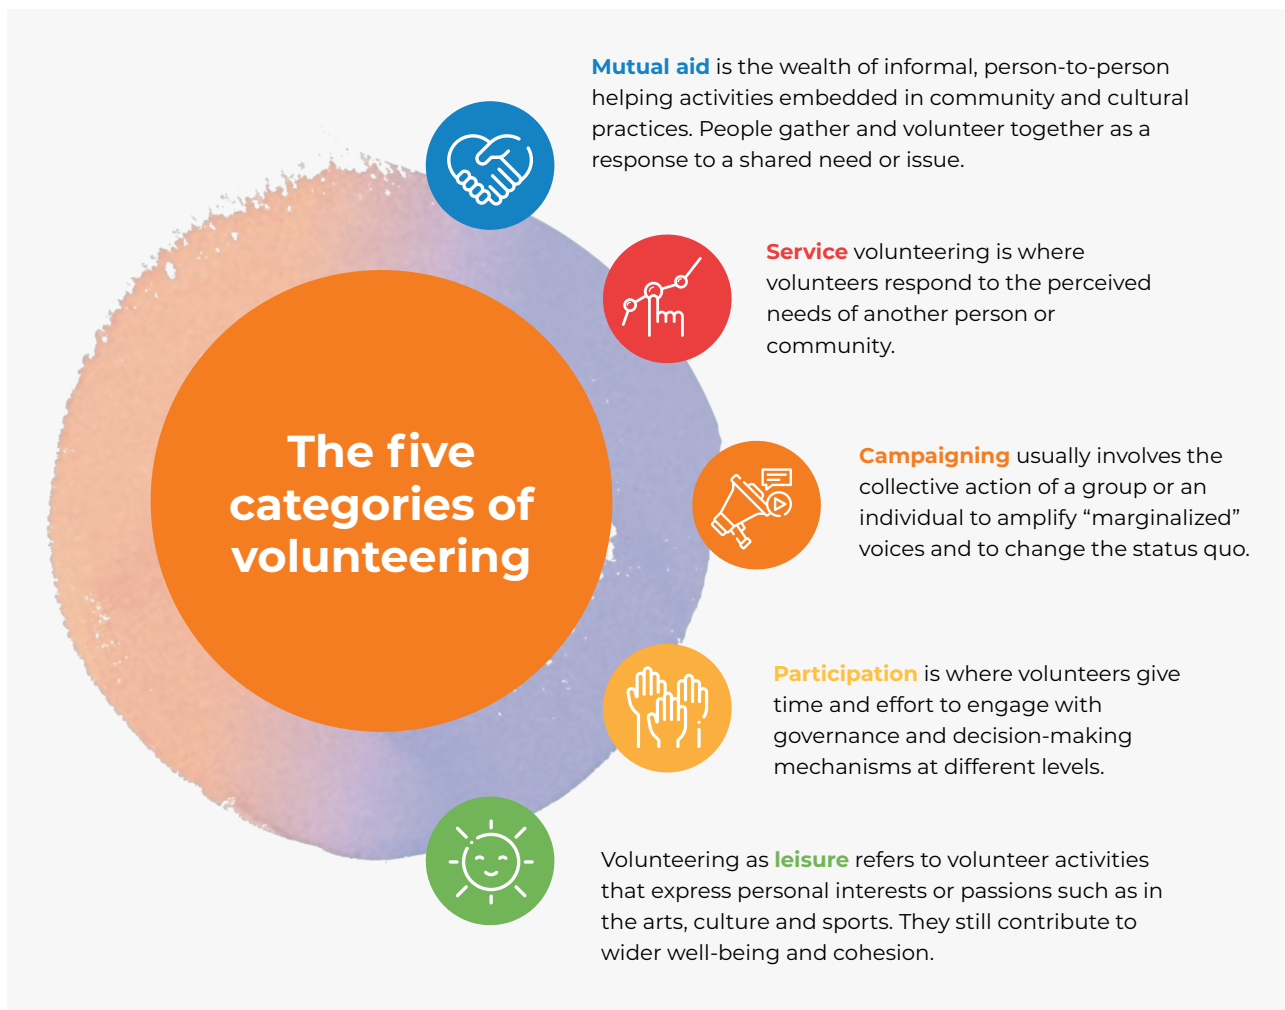 Mutual aid is the wealth of informal, person-to-person
helping activities embedded in community and cultural
practices. People gather and volunteer together as a
response to a shared need or issue.
Service volunteering is where
volunteers respond to the perceived
needs of another person or
community.
The five
categories of
volunteering
Campaigning usually involves the
collective action of a group or an
individual to amplify “marginalized”
voices and to change the status quo.
Participation is where volunteers give
time and effort to engage with
governance and decision-making
mechanisms at different levels.
Volunteering as leisure refers to volunteer activities
that express personal interests or passions such as in
the arts, culture and sports. They still contribute to
wider well-being and cohesion.